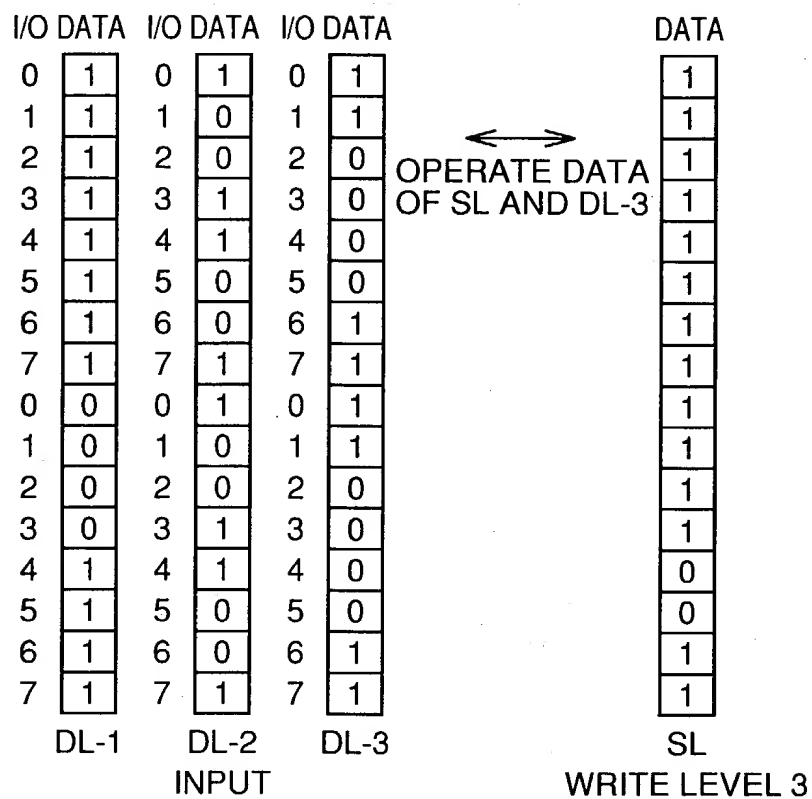 I/O DATA I/O DATA I/O DATA DATA
0 1 0 1 0 1 1
1 1 1 0 1 1 1
2 1 2 0 2 0 1
3 1 3 1 3 0 1
4 1 4 1 4 0 1
5 1 5 0 5 0 1
6 1 6 0 6 1 1
7 1 7 1 7 1 1
0 0 0 1 0 1 1
1 0 1 0 1 1 1
2 0 2 0 2 0 1
3 0 3 1 3 0 1
4 1 4 1 4 0 0
5 1 5 0 5 0 0
6 1 6 0 6 1 1
7 1 7 1 7 1 1
OPERATE DATA
OF SL AND DL-3
DL-1 DL-2 DL-3 SL
INPUT WRITE LEVEL 3